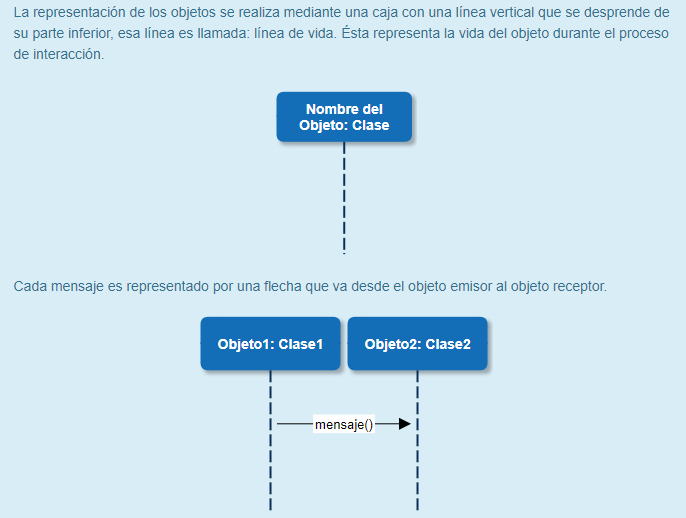 La representación de los objetos se realiza mediante una caja con una línea vertical que se desprende de
su parte inferior, esa línea es llamada: línea de vida. Ésta representa la vida del objeto durante el proceso
de interacción.
Nombre del
Objeto: Clase
Cada mensaje es representado por una flecha que va desde el objeto emisor al objeto receptor.
Objeto1: Clase1
Objeto2: Clase2
mensaje()